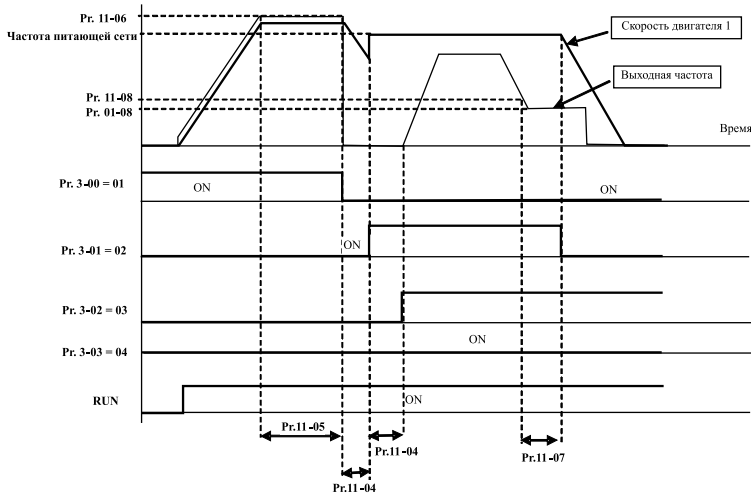 Pr. 11-06
Частота питающей сети
Скорость двигателя 1
Выходная частота
Pr. 11-08
Pr. 01-08
Время
Pr. 3-00 = 01
ON
ON
Pr. 3-01 = 02
ON
Pr. 3-02 = 03
Pr. 3-03 = 04
ON
RUN
ON
Pr.11-05
Pr.11-04
Pr.11-07
Pr.11-04